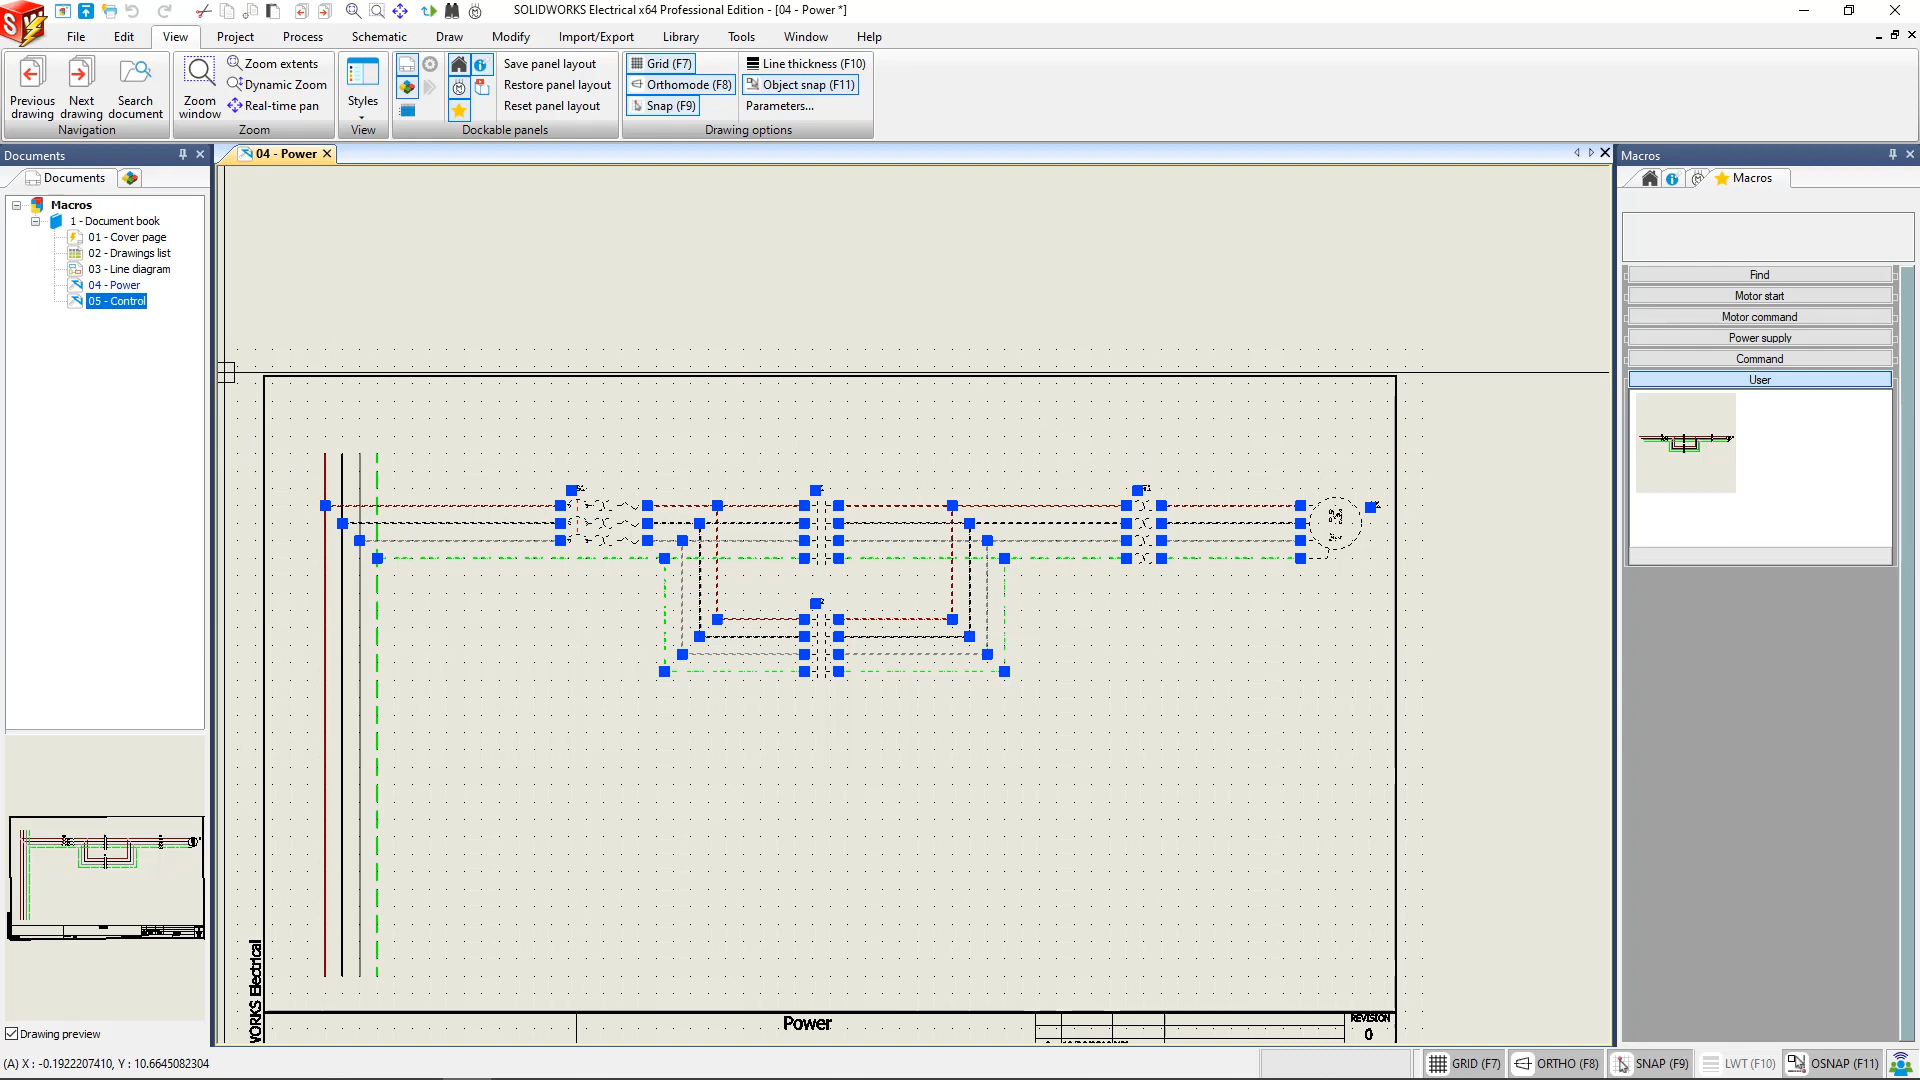 SOLIDWORKS Electrical x64 Professional Edition - [04 - Power *]
File Edit View Project Process Schematic Draw Modify Import/Export Library Tools Window Help
Previous drawing
Next drawing
Search document
Navigation
Zoom window
Zoom extents
Dynamic Zoom
Real-time pan
Zoom
Styles
View
Save panel layout
Restore panel layout
Reset panel layout
Dockable panels
Grid (F7)
Orthomode (F8)
Snap (F9)
Line thickness (F10)
Object snap (F11)
Parameters...
Drawing options
Documents
Documents
Macros
1 - Document book
01 - Cover page
02 - Drawings list
03 - Line diagram
04 - Power
05 - Control
Drawing preview
04 - Power
WORKS Electrical
Power
REVISION
0
Macros
Macros
Find
Motor start
Motor command
Power supply
Command
User
(A) X : -0.1922207410, Y : 10.6645082304
GRID (F7) ORTHO (F8) SNAP (F9) LWT (F10) OSNAP (F11)